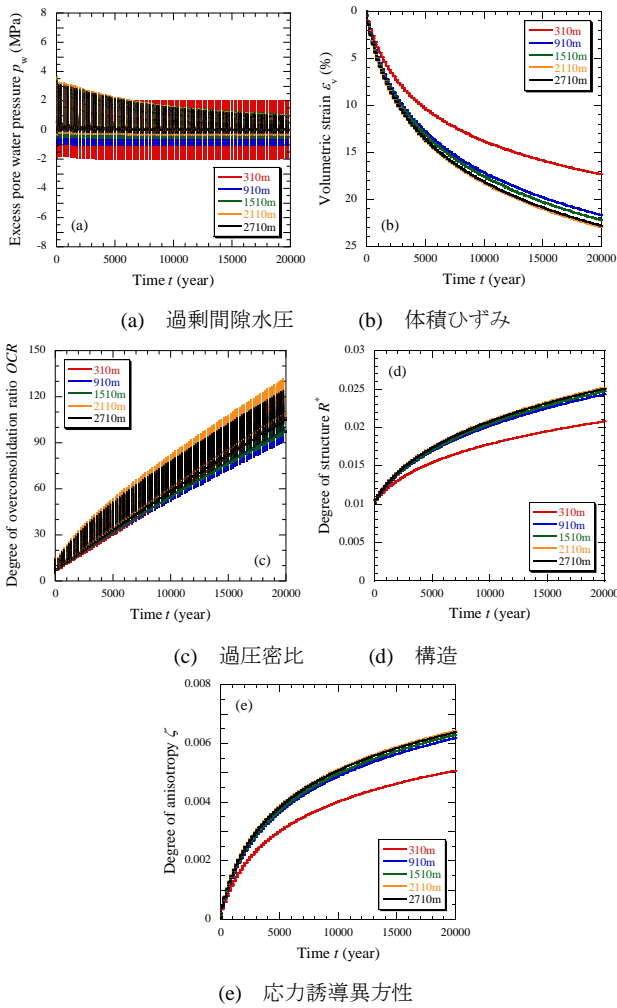 (a)
310m
910m
1510m
2110m
2710m
Excess pore water pressure p_w (MPa)
8
6
4
2
0
-2
-4
-6
-8
0
5000
10000
15000
20000
Time t (year)
(a) 過剰間隙水圧
(b)
310m
910m
1510m
2110m
2710m
Volumetric strain ε_v (%)
0
5
10
15
20
25
0
5000
10000
15000
20000
Time t (year)
(b) 体積ひずみ
(c)
310m
910m
1510m
2110m
2710m
Degree of overconsolidation ratio OCR
150
120
90
60
30
0
0
5000
10000
15000
20000
Time t (year)
(c) 過圧密比
(d)
310m
910m
1510m
2110m
2710m
Degree of structure R*
0.03
0.025
0.02
0.015
0.01
0.005
0
0
5000
10000
15000
20000
Time t (year)
(d) 構造
(e)
310m
910m
1510m
2110m
2710m
Degree of anisotropy ζ
0.008
0.006
0.004
0.002
0
0
5000
10000
15000
20000
Time t (year)
(e) 応力誘導異方性